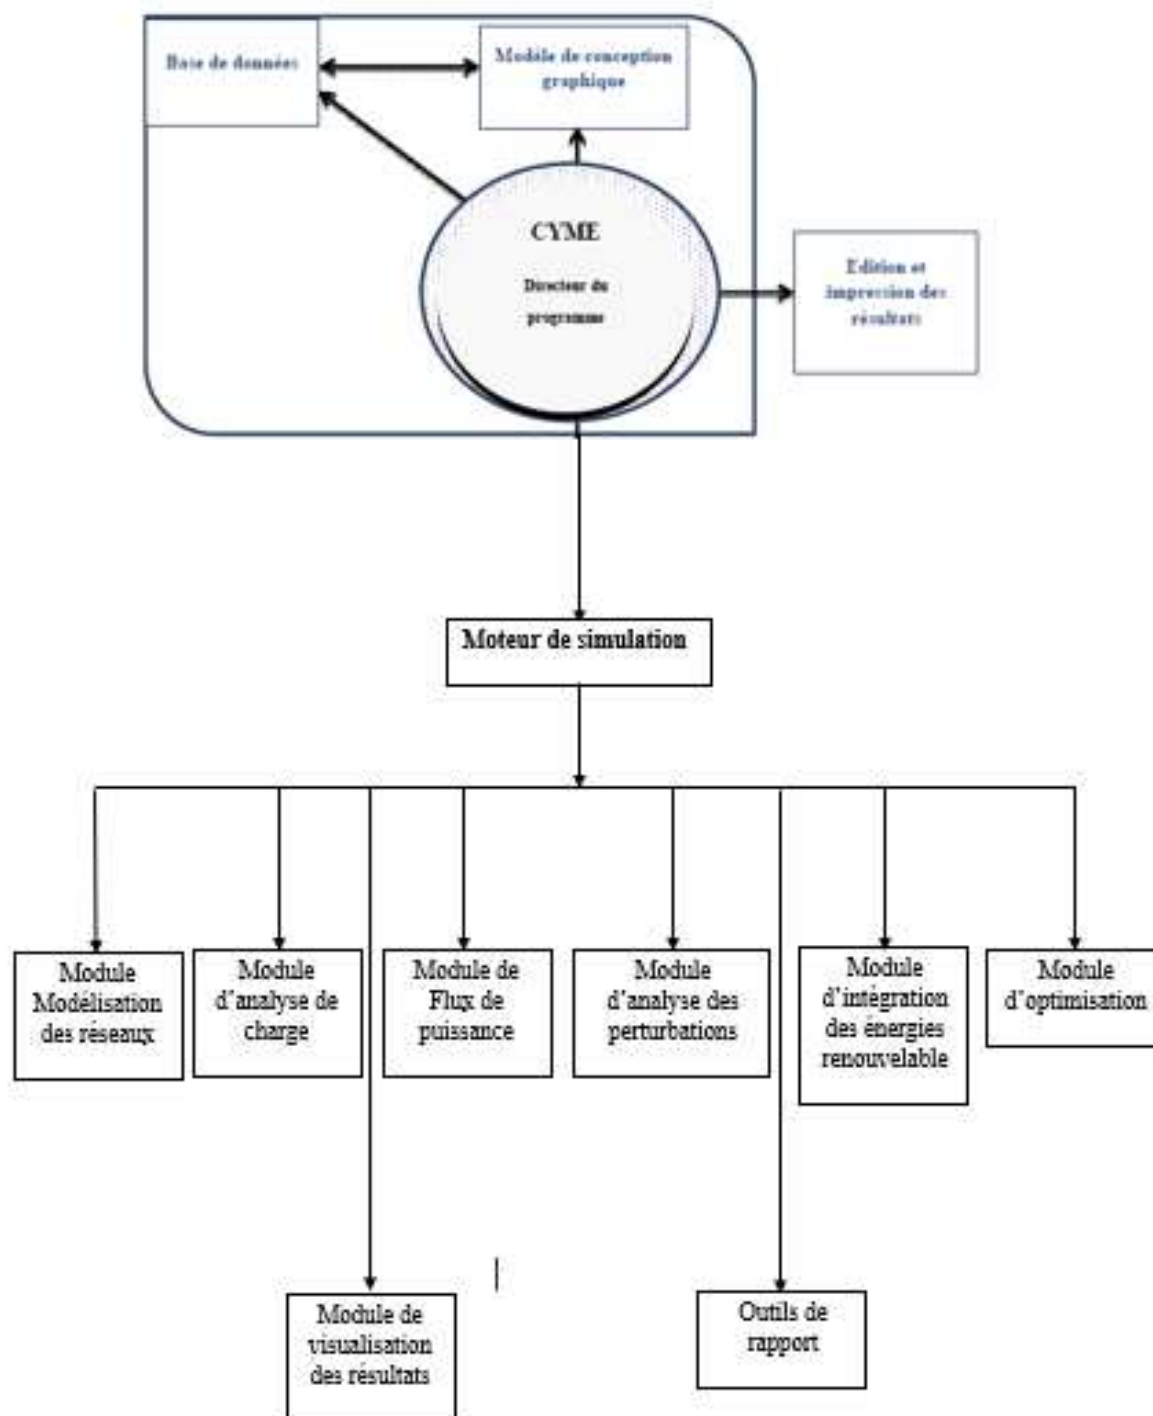 Base de données
Modèle de conception
graphique
CYME
Directeur du
programme
Edition et
impression des
résultats
Moteur de simulation
Module
Modélisation
des réseaux
Module
d'analyse de
charge
Module de
Flux de
puissance
Module
d'analyse des
perturbations
Module
d'intégration
des énergies
renouvelable
Module
d'optimisation
Module de
visualisation
des résultats
Outils de
rapport